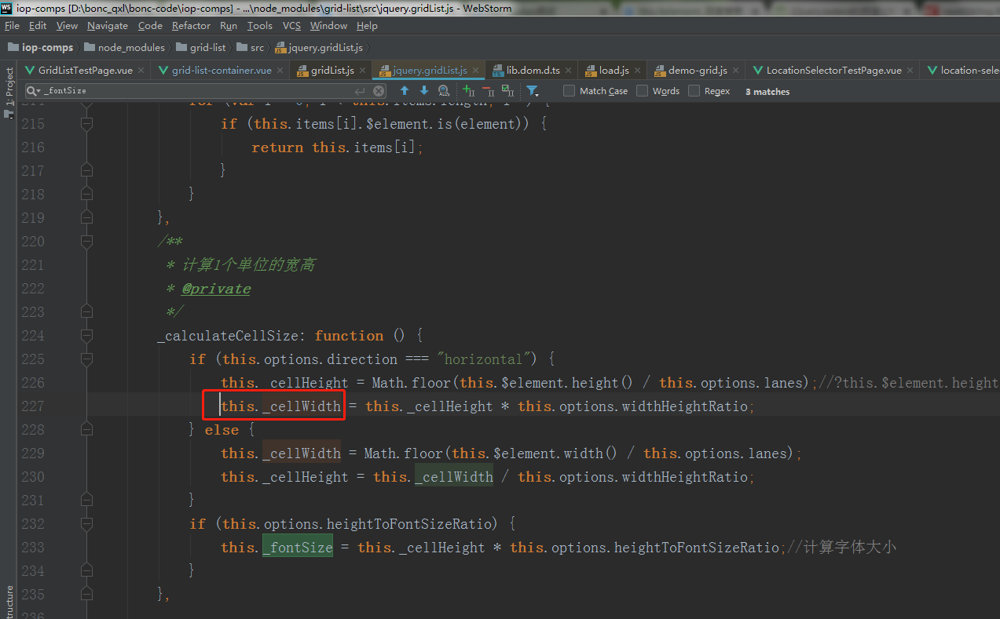 iop-comps [D:\bonc_qxl\bonc-code\iop-comps] - ...\node_modules\grid-list\src\jquery.gridList.js - WebStorm
File Edit View Navigate Code Refactor Run Tools VCS Window Help
iop-comps node_modules grid-list src jquery.gridList.js
GridListTestPage.vue grid-list-container.vue gridList.js jquery.gridList.js lib.dom.d.ts load.js demo-grid.js LocationSelectorTestPage.vue location-sele
1: Project
_fontSize Match Case Words Regex 3 matches
215 if (this.items[i].$element.is(element)) {
216 return this.items[i];
217 }
218 }
219 },
220 /**
221 * 计算1个单位的宽高
222 * @private
223 */
224 _calculateCellSize: function () {
225 if (this.options.direction === "horizontal") {
226 this._cellHeight = Math.floor(this.$element.height() / this.options.lanes);//?this.$element.height
227 this._cellWidth = this._cellHeight * this.options.widthHeightRatio;
228 } else {
229 this._cellWidth = Math.floor(this.$element.width() / this.options.lanes);
230 this._cellHeight = this._cellWidth / this.options.widthHeightRatio;
231 }
232 if (this.options.heightToFontSizeRatio) {
233 this._fontSize = this._cellHeight * this.options.heightToFontSizeRatio;//计算字体大小
234 }
235 },
236
tructure